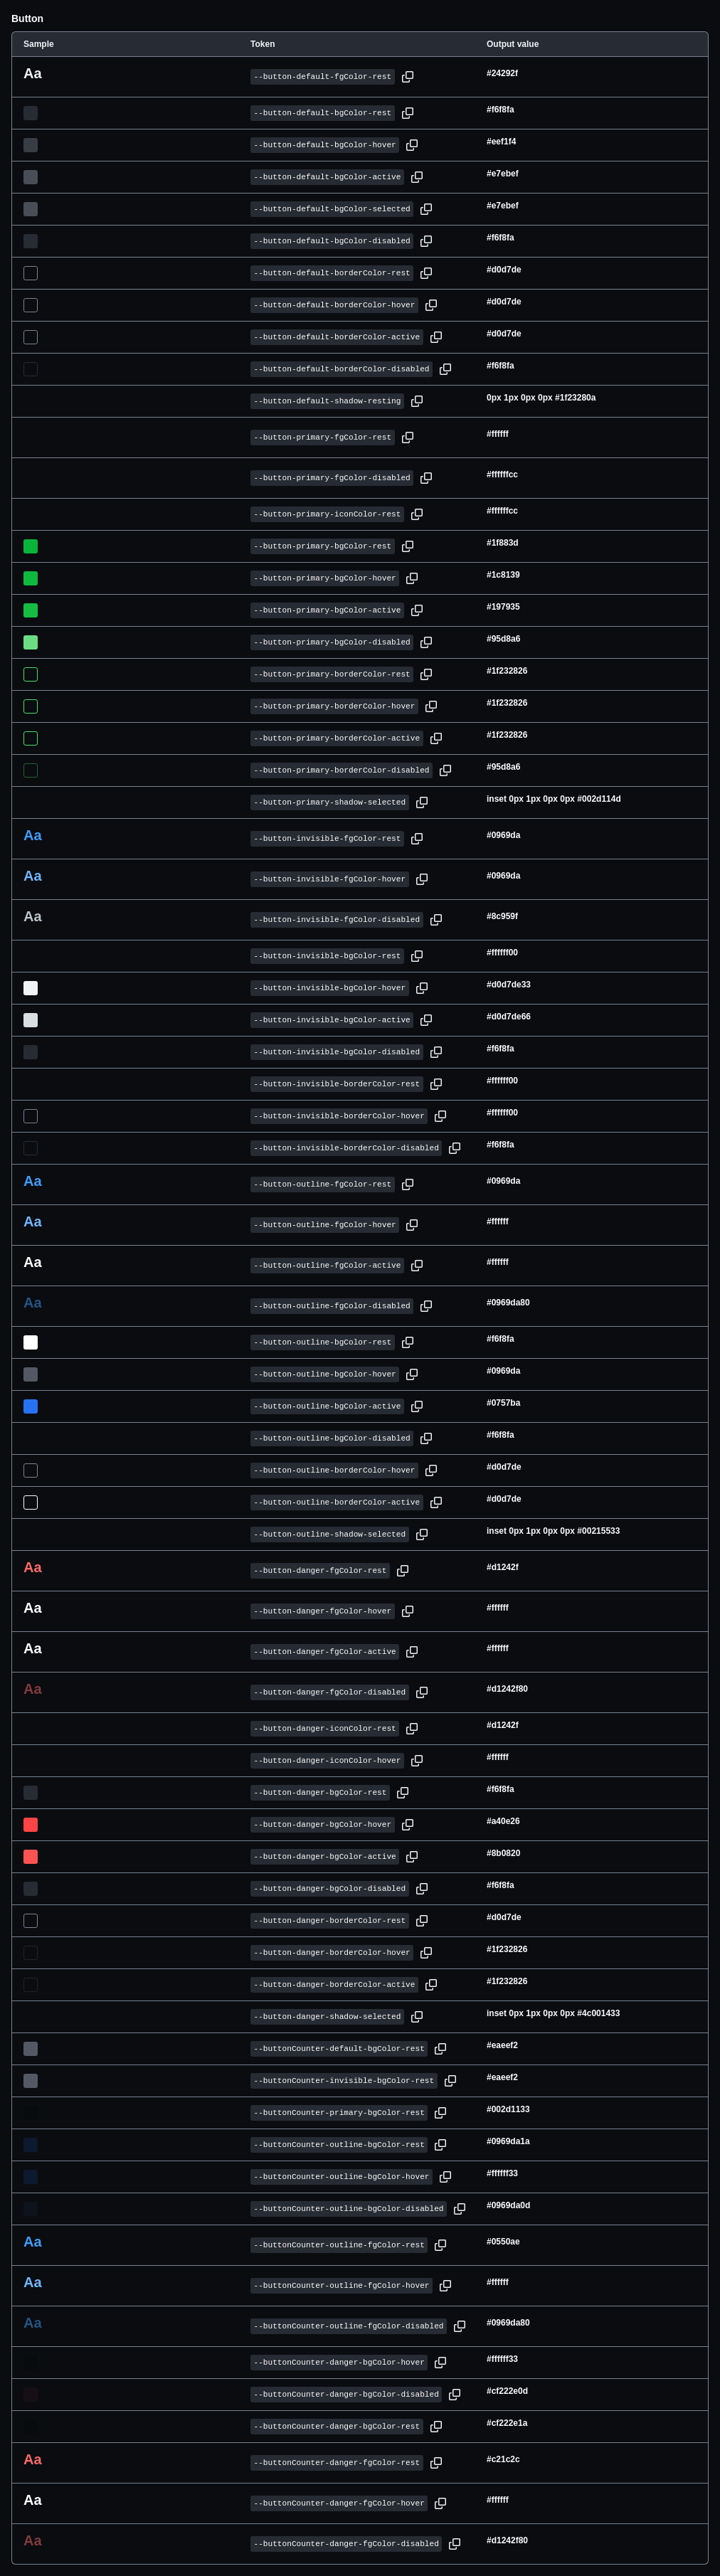 Button
Sample Token Output value
Aa --button-default-fgColor-rest #24292f
--button-default-bgColor-rest #f6f8fa
--button-default-bgColor-hover #eef1f4
--button-default-bgColor-active #e7ebef
--button-default-bgColor-selected #e7ebef
--button-default-bgColor-disabled #f6f8fa
--button-default-borderColor-rest #d0d7de
--button-default-borderColor-hover #d0d7de
--button-default-borderColor-active #d0d7de
--button-default-borderColor-disabled #f6f8fa
--button-default-shadow-resting 0px 1px 0px 0px #1f23280a
--button-primary-fgColor-rest #ffffff
--button-primary-fgColor-disabled #ffffffcc
--button-primary-iconColor-rest #ffffffcc
--button-primary-bgColor-rest #1f883d
--button-primary-bgColor-hover #1c8139
--button-primary-bgColor-active #197935
--button-primary-bgColor-disabled #95d8a6
--button-primary-borderColor-rest #1f232826
--button-primary-borderColor-hover #1f232826
--button-primary-borderColor-active #1f232826
--button-primary-borderColor-disabled #95d8a6
--button-primary-shadow-selected inset 0px 1px 0px 0px #002d114d
Aa --button-invisible-fgColor-rest #0969da
Aa --button-invisible-fgColor-hover #0969da
Aa --button-invisible-fgColor-disabled #8c959f
--button-invisible-bgColor-rest #ffffff00
--button-invisible-bgColor-hover #d0d7de33
--button-invisible-bgColor-active #d0d7de66
--button-invisible-bgColor-disabled #f6f8fa
--button-invisible-borderColor-rest #ffffff00
--button-invisible-borderColor-hover #ffffff00
--button-invisible-borderColor-disabled #f6f8fa
Aa --button-outline-fgColor-rest #0969da
Aa --button-outline-fgColor-hover #ffffff
Aa --button-outline-fgColor-active #ffffff
Aa --button-outline-fgColor-disabled #0969da80
--button-outline-bgColor-rest #f6f8fa
--button-outline-bgColor-hover #0969da
--button-outline-bgColor-active #0757ba
--button-outline-bgColor-disabled #f6f8fa
--button-outline-borderColor-hover #d0d7de
--button-outline-borderColor-active #d0d7de
--button-outline-shadow-selected inset 0px 1px 0px 0px #00215533
Aa --button-danger-fgColor-rest #d1242f
Aa --button-danger-fgColor-hover #ffffff
Aa --button-danger-fgColor-active #ffffff
Aa --button-danger-fgColor-disabled #d1242f80
--button-danger-iconColor-rest #d1242f
--button-danger-iconColor-hover #ffffff
--button-danger-bgColor-rest #f6f8fa
--button-danger-bgColor-hover #a40e26
--button-danger-bgColor-active #8b0820
--button-danger-bgColor-disabled #f6f8fa
--button-danger-borderColor-rest #d0d7de
--button-danger-borderColor-hover #1f232826
--button-danger-borderColor-active #1f232826
--button-danger-shadow-selected inset 0px 1px 0px 0px #4c001433
--buttonCounter-default-bgColor-rest #eaeef2
--buttonCounter-invisible-bgColor-rest #eaeef2
--buttonCounter-primary-bgColor-rest #002d1133
--buttonCounter-outline-bgColor-rest #0969da1a
--buttonCounter-outline-bgColor-hover #ffffff33
--buttonCounter-outline-bgColor-disabled #0969da0d
Aa --buttonCounter-outline-fgColor-rest #0550ae
Aa --buttonCounter-outline-fgColor-hover #ffffff
Aa --buttonCounter-outline-fgColor-disabled #0969da80
--buttonCounter-danger-bgColor-hover #ffffff33
--buttonCounter-danger-bgColor-disabled #cf222e0d
--buttonCounter-danger-bgColor-rest #cf222e1a
Aa --buttonCounter-danger-fgColor-rest #c21c2c
Aa --buttonCounter-danger-fgColor-hover #ffffff
Aa --buttonCounter-danger-fgColor-disabled #d1242f80